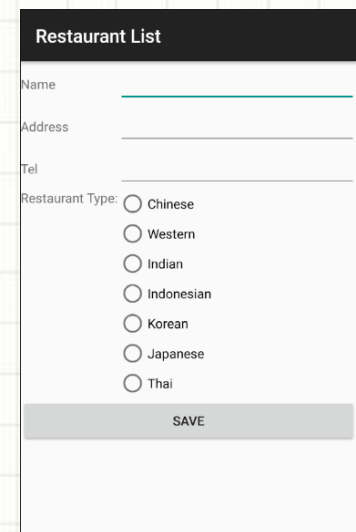 Restaurant List
Name
Address
Tel
Restaurant Type: Chinese
Western
Indian
Indonesian
Korean
Japanese
Thai
SAVE